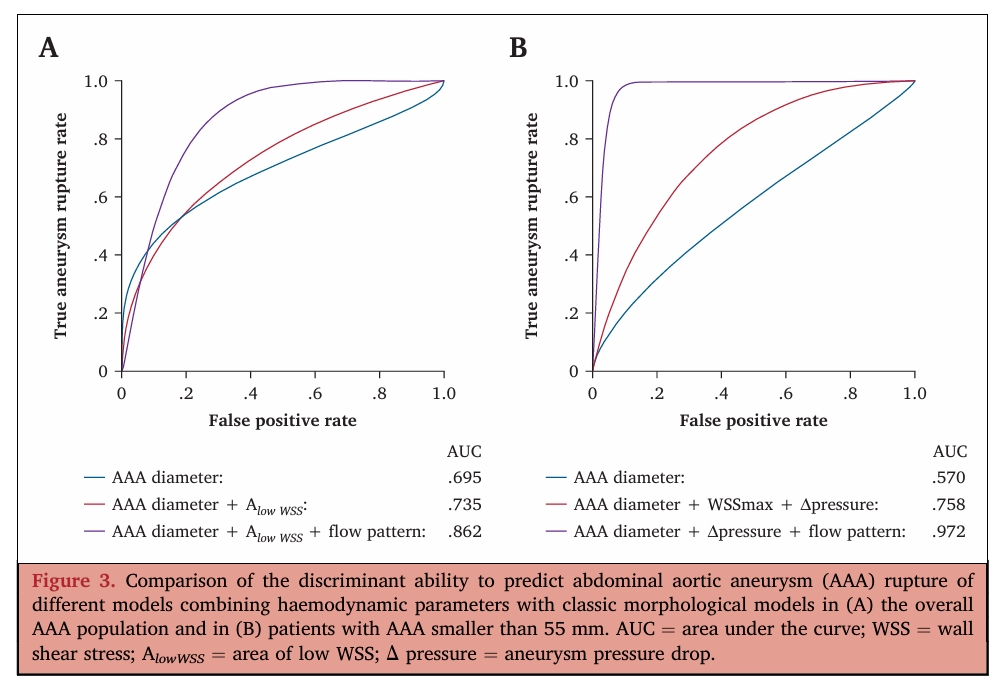 A
B
True aneurysm rupture rate
1.0
.8
.6
.4
.2
0
0 .2 .4 .6 .8 1.0
False positive rate
True aneurysm rupture rate
1.0
.8
.6
.4
.2
0
0 .2 .4 .6 .8 1.0
False positive rate
AUC
AAA diameter: .695
AAA diameter + Alow WSS: .735
AAA diameter + Alow WSS + flow pattern: .862
AUC
AAA diameter: .570
AAA diameter + WSSmax + Δpressure: .758
AAA diameter + Δpressure + flow pattern: .972
Figure 3. Comparison of the discriminant ability to predict abdominal aortic aneurysm (AAA) rupture of
different models combining haemodynamic parameters with classic morphological models in (A) the overall
AAA population and in (B) patients with AAA smaller than 55 mm. AUC = area under the curve; WSS = wall
shear stress; AlowWSS = area of low WSS; Δ pressure = aneurysm pressure drop.